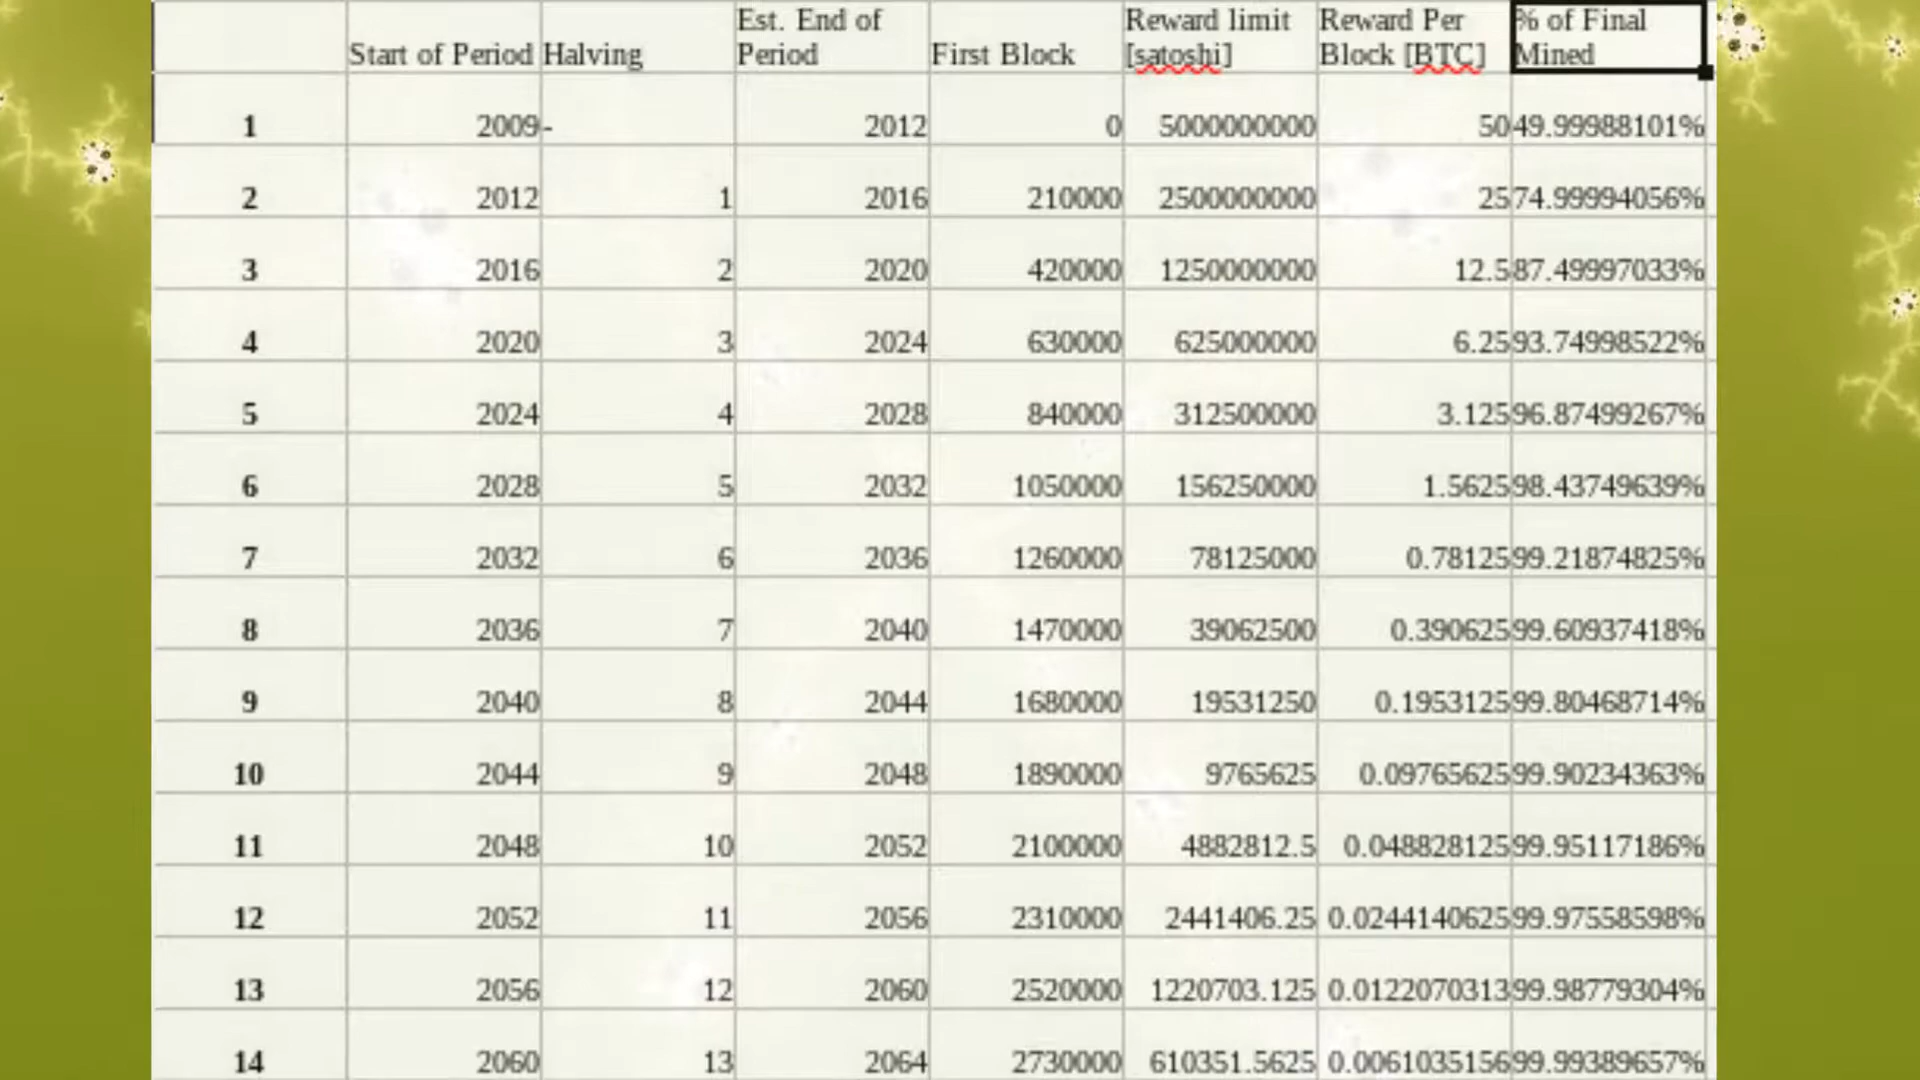 Start of Period Halving Est. End of Period First Block Reward limit [satoshi] Reward Per Block [BTC] % of Final Mined
1 2009 - 2012 0 5000000000 50 49.99988101%
2 2012 1 2016 210000 2500000000 25 74.99994056%
3 2016 2 2020 420000 1250000000 12.5 87.49997033%
4 2020 3 2024 630000 625000000 6.25 93.74998522%
5 2024 4 2028 840000 312500000 3.125 96.87499267%
6 2028 5 2032 1050000 156250000 1.5625 98.43749639%
7 2032 6 2036 1260000 78125000 0.78125 99.21874825%
8 2036 7 2040 1470000 39062500 0.390625 99.60937418%
9 2040 8 2044 1680000 19531250 0.1953125 99.80468714%
10 2044 9 2048 1890000 9765625 0.09765625 99.90234363%
11 2048 10 2052 2100000 4882812.5 0.048828125 99.95117186%
12 2052 11 2056 2310000 2441406.25 0.0244140625 99.97558598%
13 2056 12 2060 2520000 1220703.125 0.0122070313 99.98779304%
14 2060 13 2064 2730000 610351.5625 0.0061035156 99.99389657%